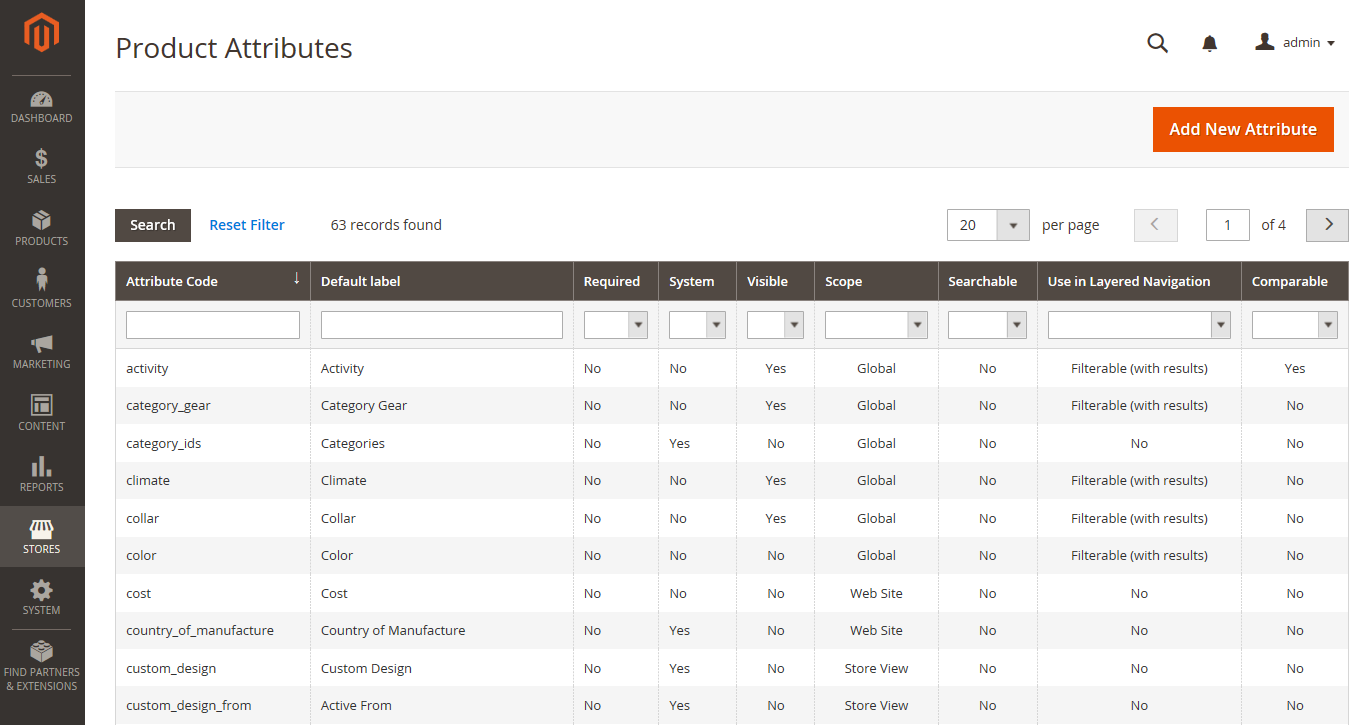 Product Attributes
admin
DASHBOARD
SALES
PRODUCTS
CUSTOMERS
MARKETING
CONTENT
REPORTS
STORES
SYSTEM
FIND PARTNERS
& EXTENSIONS
Add New Attribute
Search Reset Filter 63 records found 20 per page 1 of 4
Attribute Code Default label Required System Visible Scope Searchable Use in Layered Navigation Comparable
activity Activity No No Yes Global No Filterable (with results) Yes
category_gear Category Gear No No Yes Global No Filterable (with results) No
category_ids Categories No Yes No Global No No No
climate Climate No No Yes Global No Filterable (with results) No
collar Collar No No Yes Global No Filterable (with results) No
color Color No No No Global No Filterable (with results) No
cost Cost No No No Web Site No No No
country_of_manufacture Country of Manufacture No Yes No Web Site No No No
custom_design Custom Design No Yes No Store View No No No
custom_design_from Active From No Yes No Store View No No No